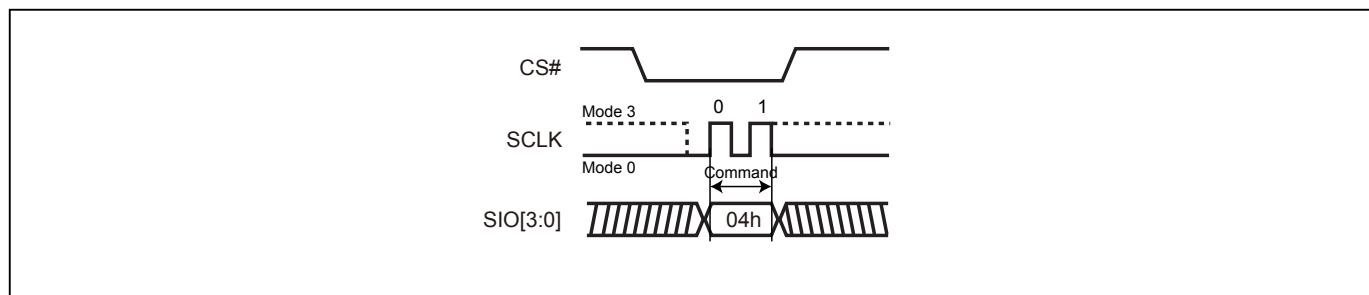 CS#
Mode 3
0 1
SCLK
Mode 0
Command
SIO[3:0]
04h